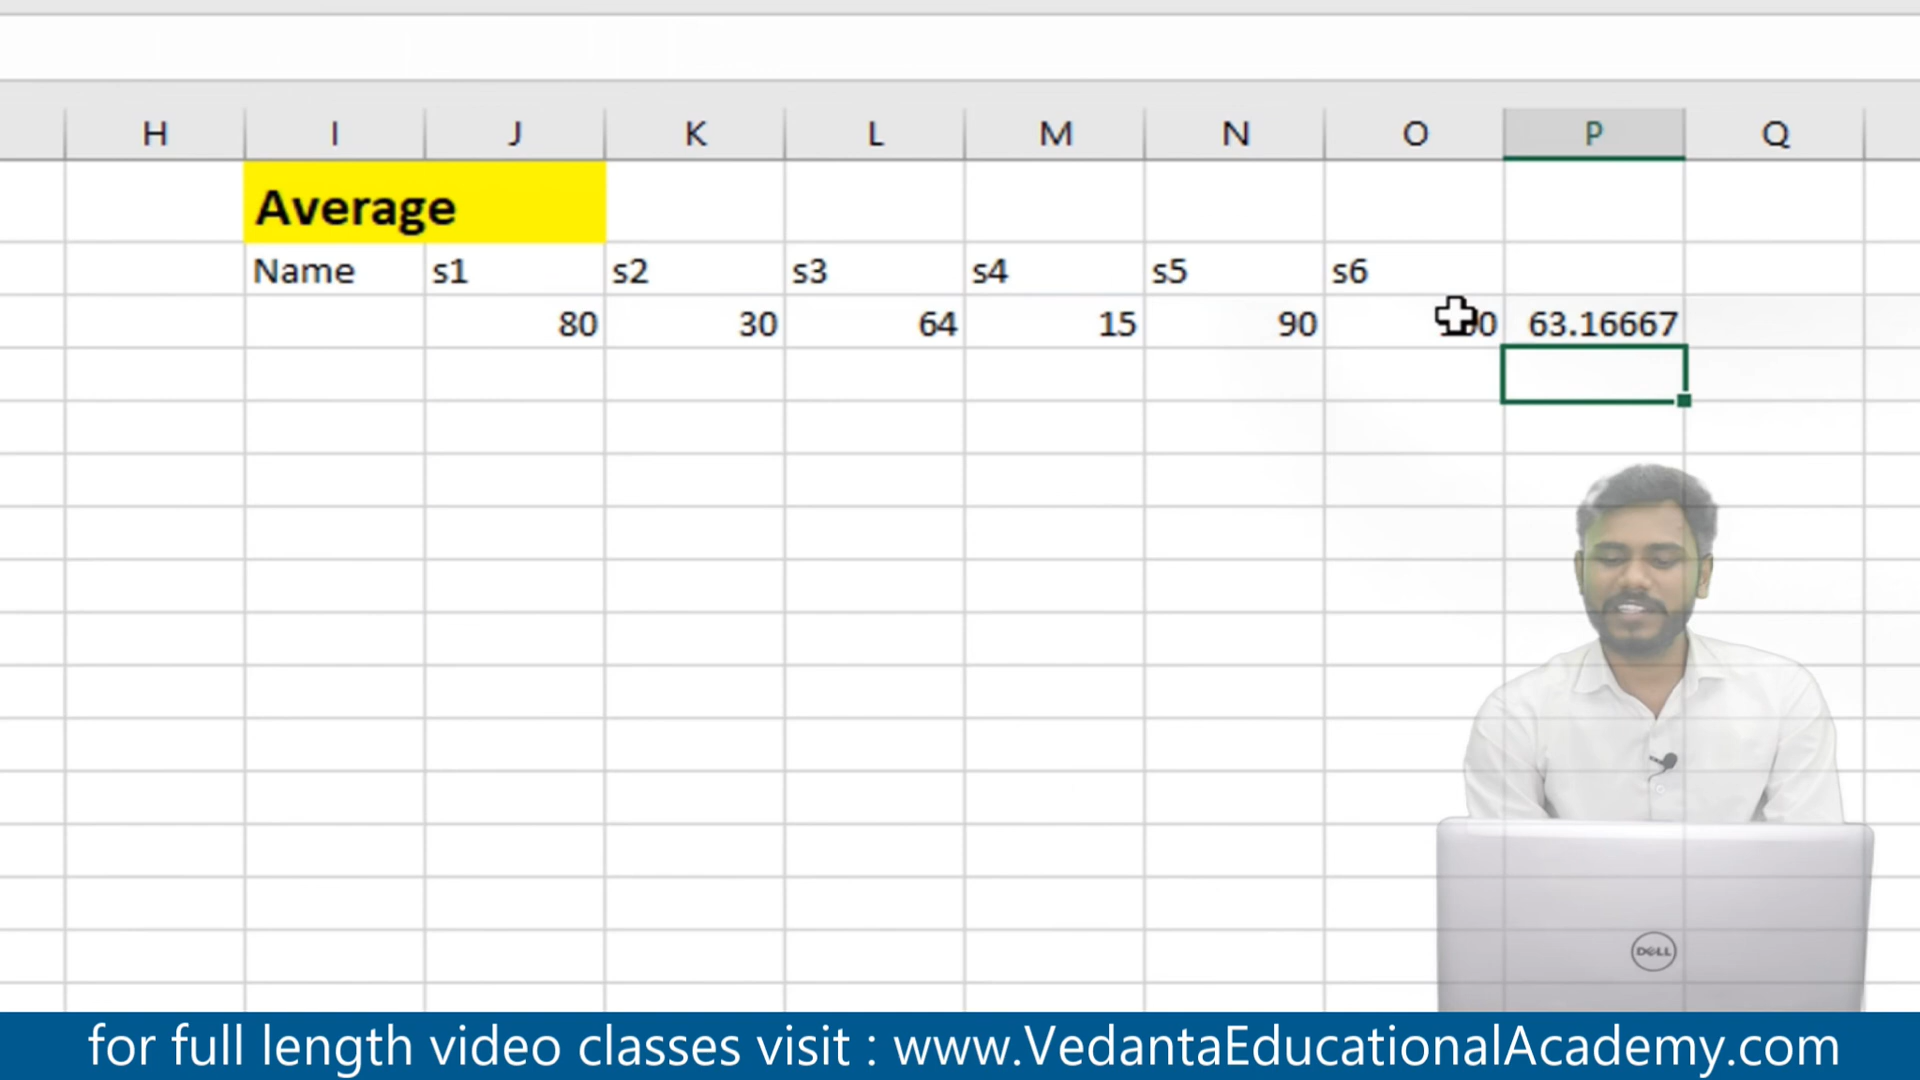 H I J K L M N O P Q
Average
Name s1 s2 s3 s4 s5 s6
80 30 64 15 90 63.16667
DELL
for full length video classes visit : www.VedantaEducationalAcademy.com